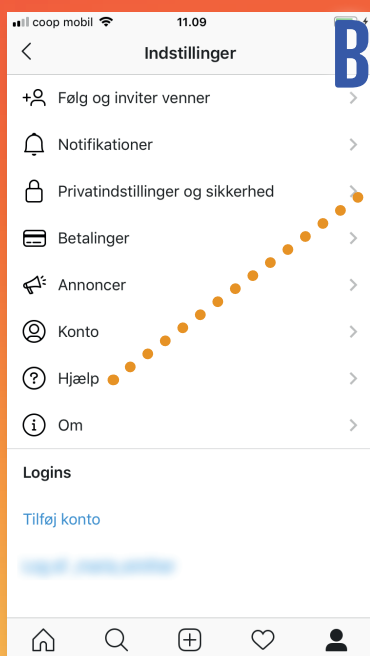 coop mobil 11.09
Indstillinger
B
Følg og inviter venner
Notifikationer
Privatindstillinger og sikkerhed
Betalinger
Annoncer
Konto
Hjælp
Om
Logins
Tilføj konto